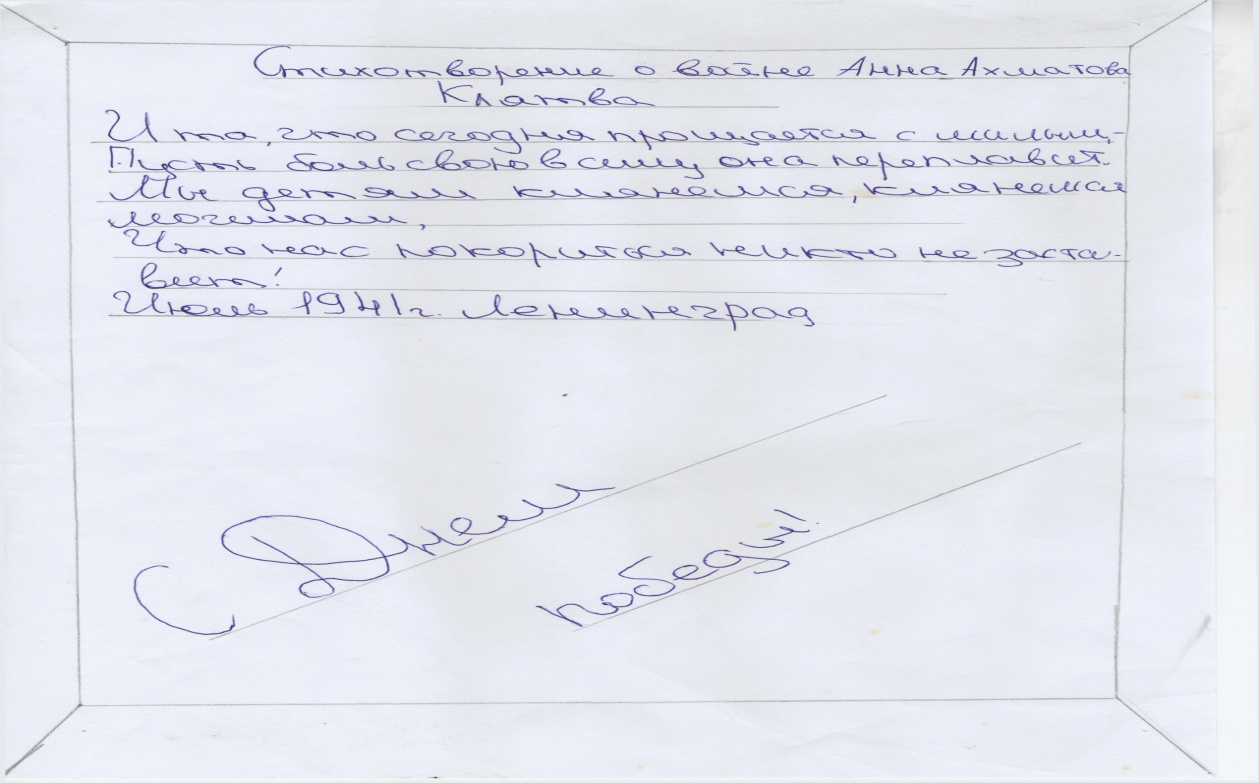 Стихотворение о войне Анна Ахматова
Клятва
И та, что сегодня прощается с милым,-
Пусть боль свою в силу она переплавит.
Мы детям клянемся, клянемся
могилам,
Что нас покорится никто не заста-
вит!
Июль 1941г. Ленинград
С Днем
победы!